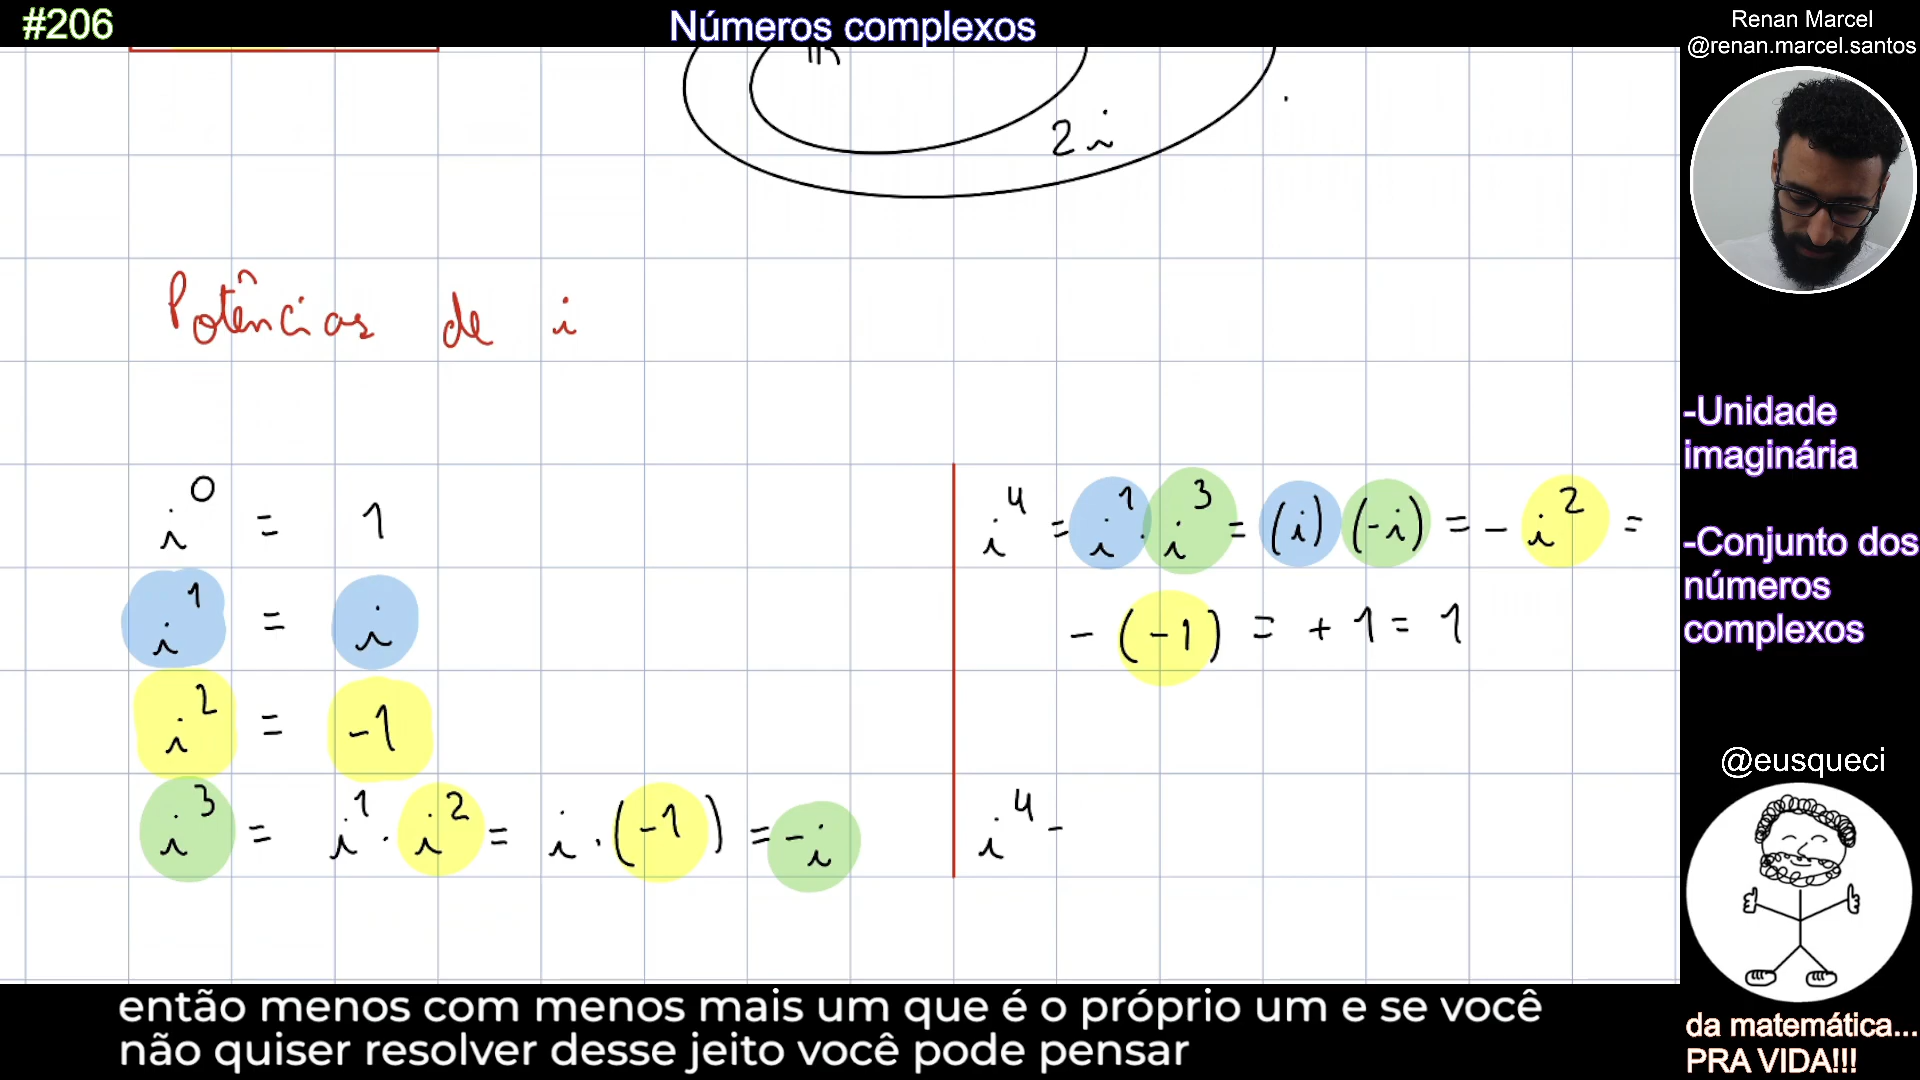 #206
Números complexos
Renan Marcel
@renan.marcel.santos
2i
Potências de i
i⁰ = 1
i¹ = i
i² = -1
i³ = i¹ · i² = i · (-1) = -i
i⁴ = i¹ · i³ = (i) (-i) = - i² =
- (-1) = + 1 = 1
i⁴ -
-Unidade
imaginária
-Conjunto dos
números
complexos
@eusqueci
da matemática...
PRA VIDA!!!
então menos com menos mais um que é o próprio um e se você
não quiser resolver desse jeito você pode pensar